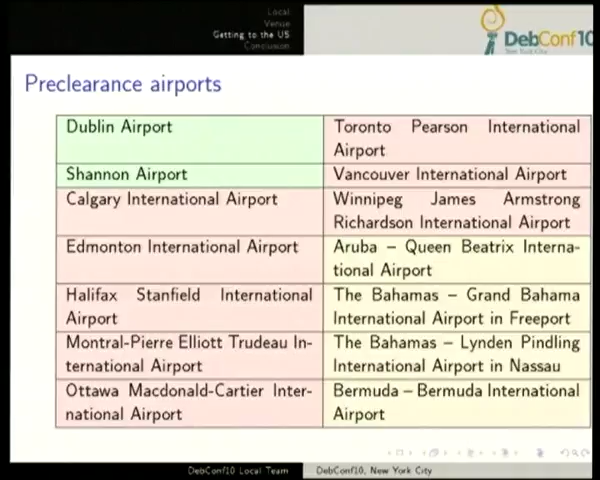 Local
Venue
Getting to the US
Conclusion
DebConf10
New York City
Preclearance airports
Dublin Airport
Toronto Pearson International
Airport
Shannon Airport
Vancouver International Airport
Calgary International Airport
Winnipeg James Armstrong
Richardson International Airport
Edmonton International Airport
Aruba – Queen Beatrix Interna-
tional Airport
Halifax Stanfield International
Airport
The Bahamas – Grand Bahama
International Airport in Freeport
Montral-Pierre Elliott Trudeau In-
ternational Airport
The Bahamas – Lynden Pindling
International Airport in Nassau
Ottawa Macdonald-Cartier Inter-
national Airport
Bermuda – Bermuda International
Airport
DebConf10 Local Team
DebConf10, New York City